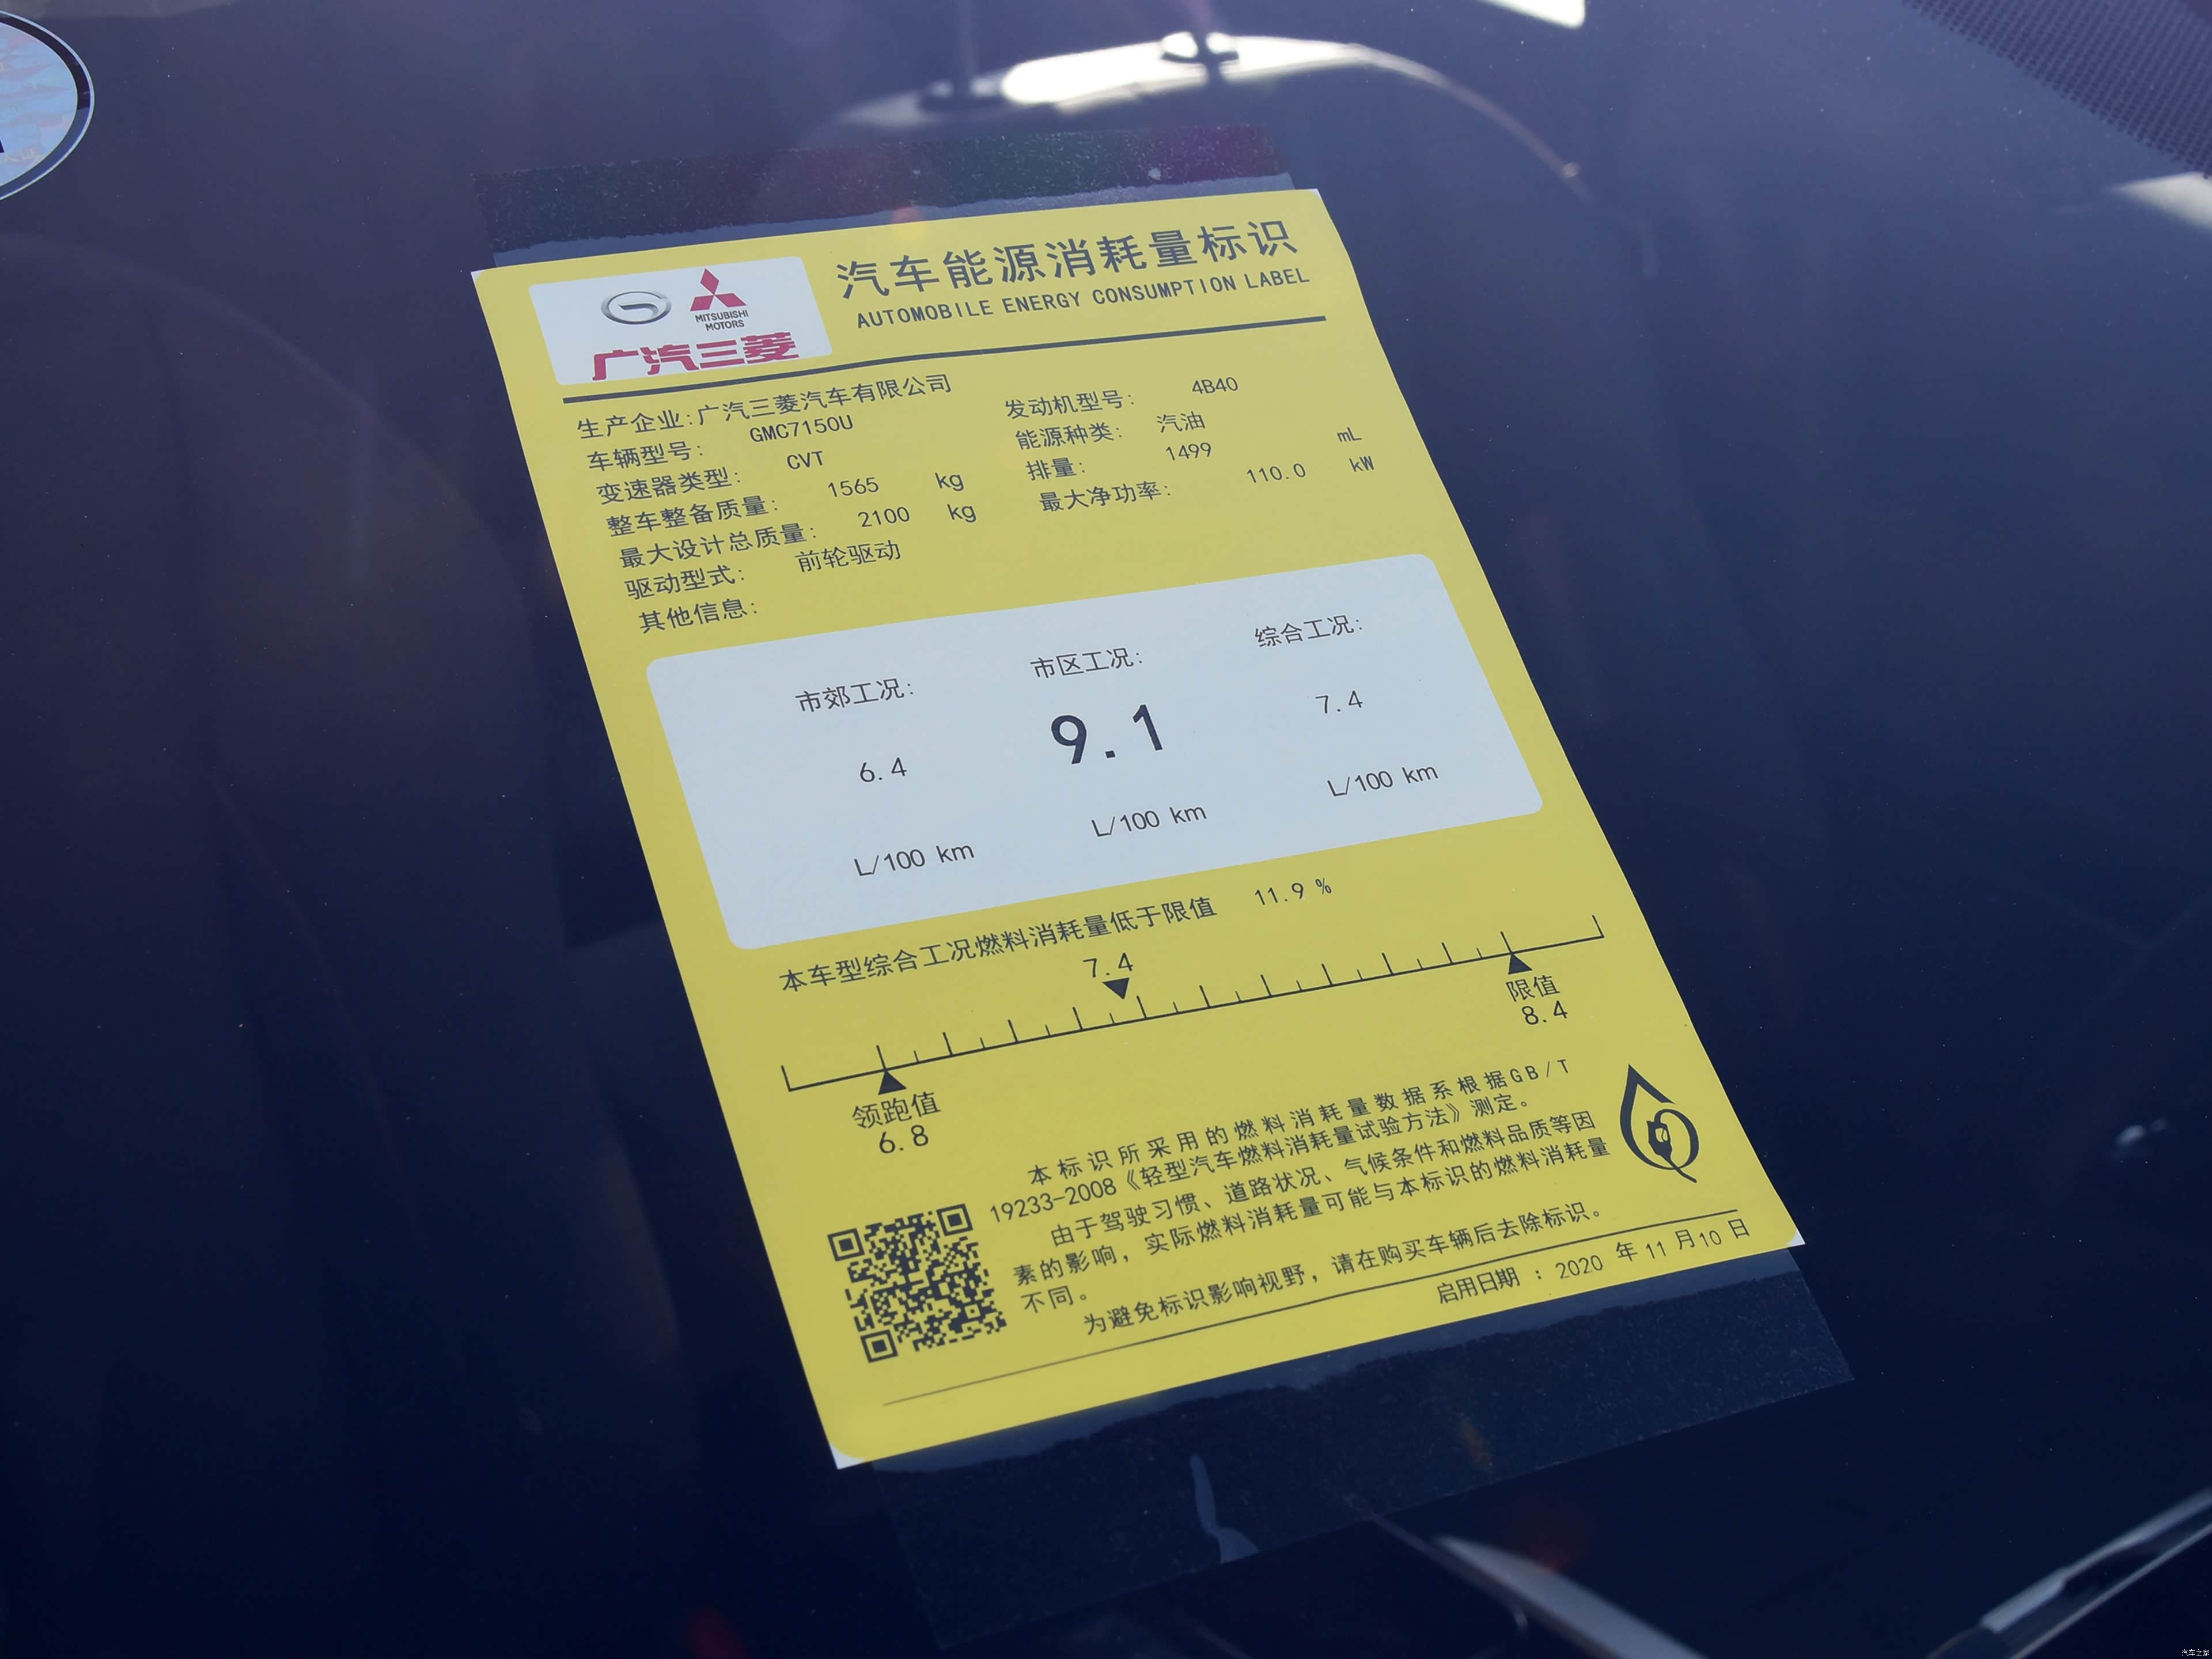 汽车能源消耗量标识
AUTOMOBILE ENERGY CONSUMPTION LABEL
MITSUBISHI
MOTORS
广汽三菱
生产企业:广汽三菱汽车有限公司
车辆型号: GMC7150U
变速器类型: CVT
整车整备质量: 1565 kg
最大设计总质量: 2100 kg
驱动型式: 前轮驱动
其他信息:
发动机型号: 4B40
能源种类: 汽油
排量: 1499 mL
最大净功率: 110.0 kW
市郊工况: 市区工况: 综合工况:
6.4 9.1 7.4
L/100 km L/100 km L/100 km
本车型综合工况燃料消耗量低于限值 11.9 %
7.4
领跑值
6.8
限值
8.4
本标识所采用的燃料消耗量数据系根据GB/T
19233-2008《轻型汽车燃料消耗量试验方法》测定。
由于驾驶习惯、道路状况、气候条件和燃料品质等因
素的影响，实际燃料消耗量可能与本标识的燃料消耗量
不同。
为避免标识影响视野，请在购买车辆后去除标识。
启用日期：2020 年 11 月 10 日
汽车之家